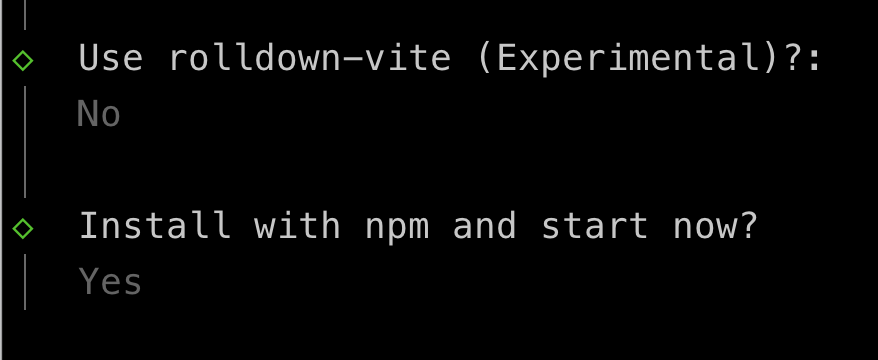 Use rolldown-vite (Experimental)?:
No
Install with npm and start now?
Yes